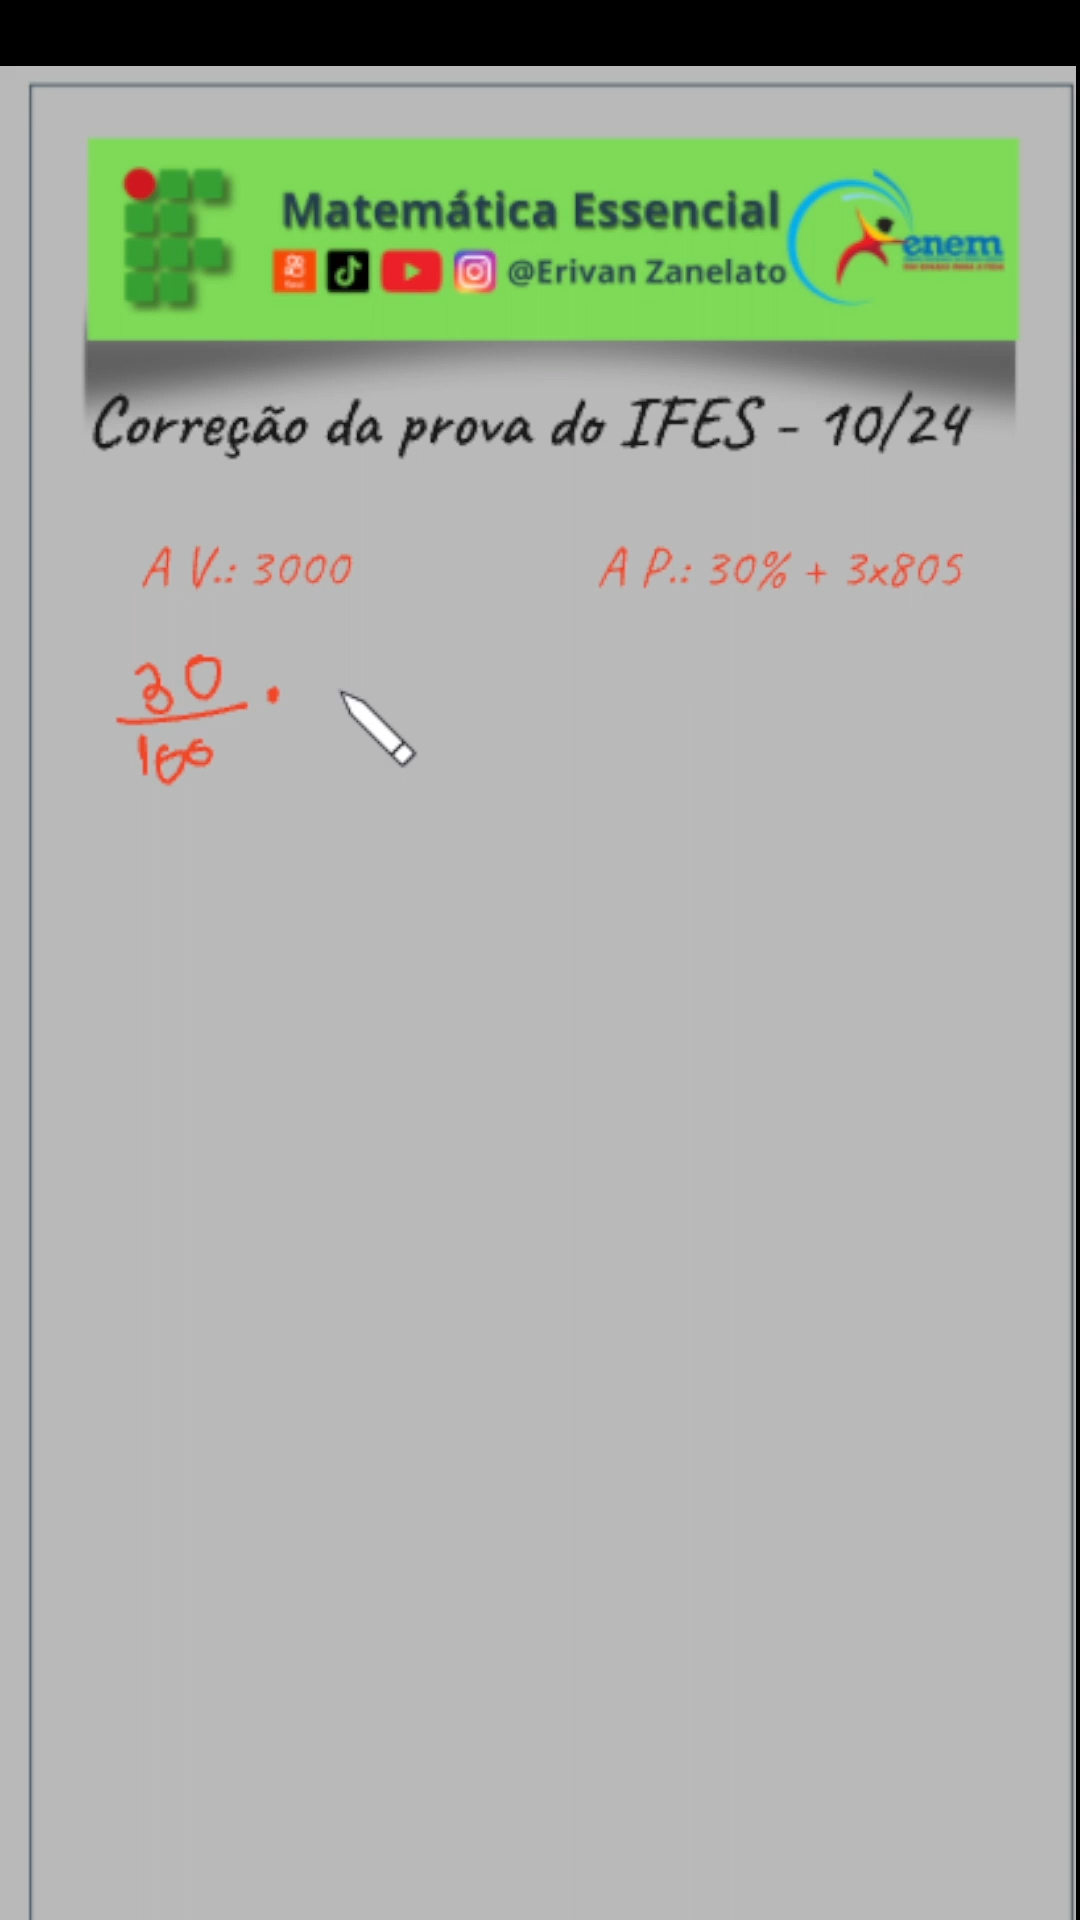 Matemática Essencial
@Erivan Zanelato
enem
Correção da prova do IFES - 10/24
A V.: 3000
A P.: 30% + 3x805
30 .
100